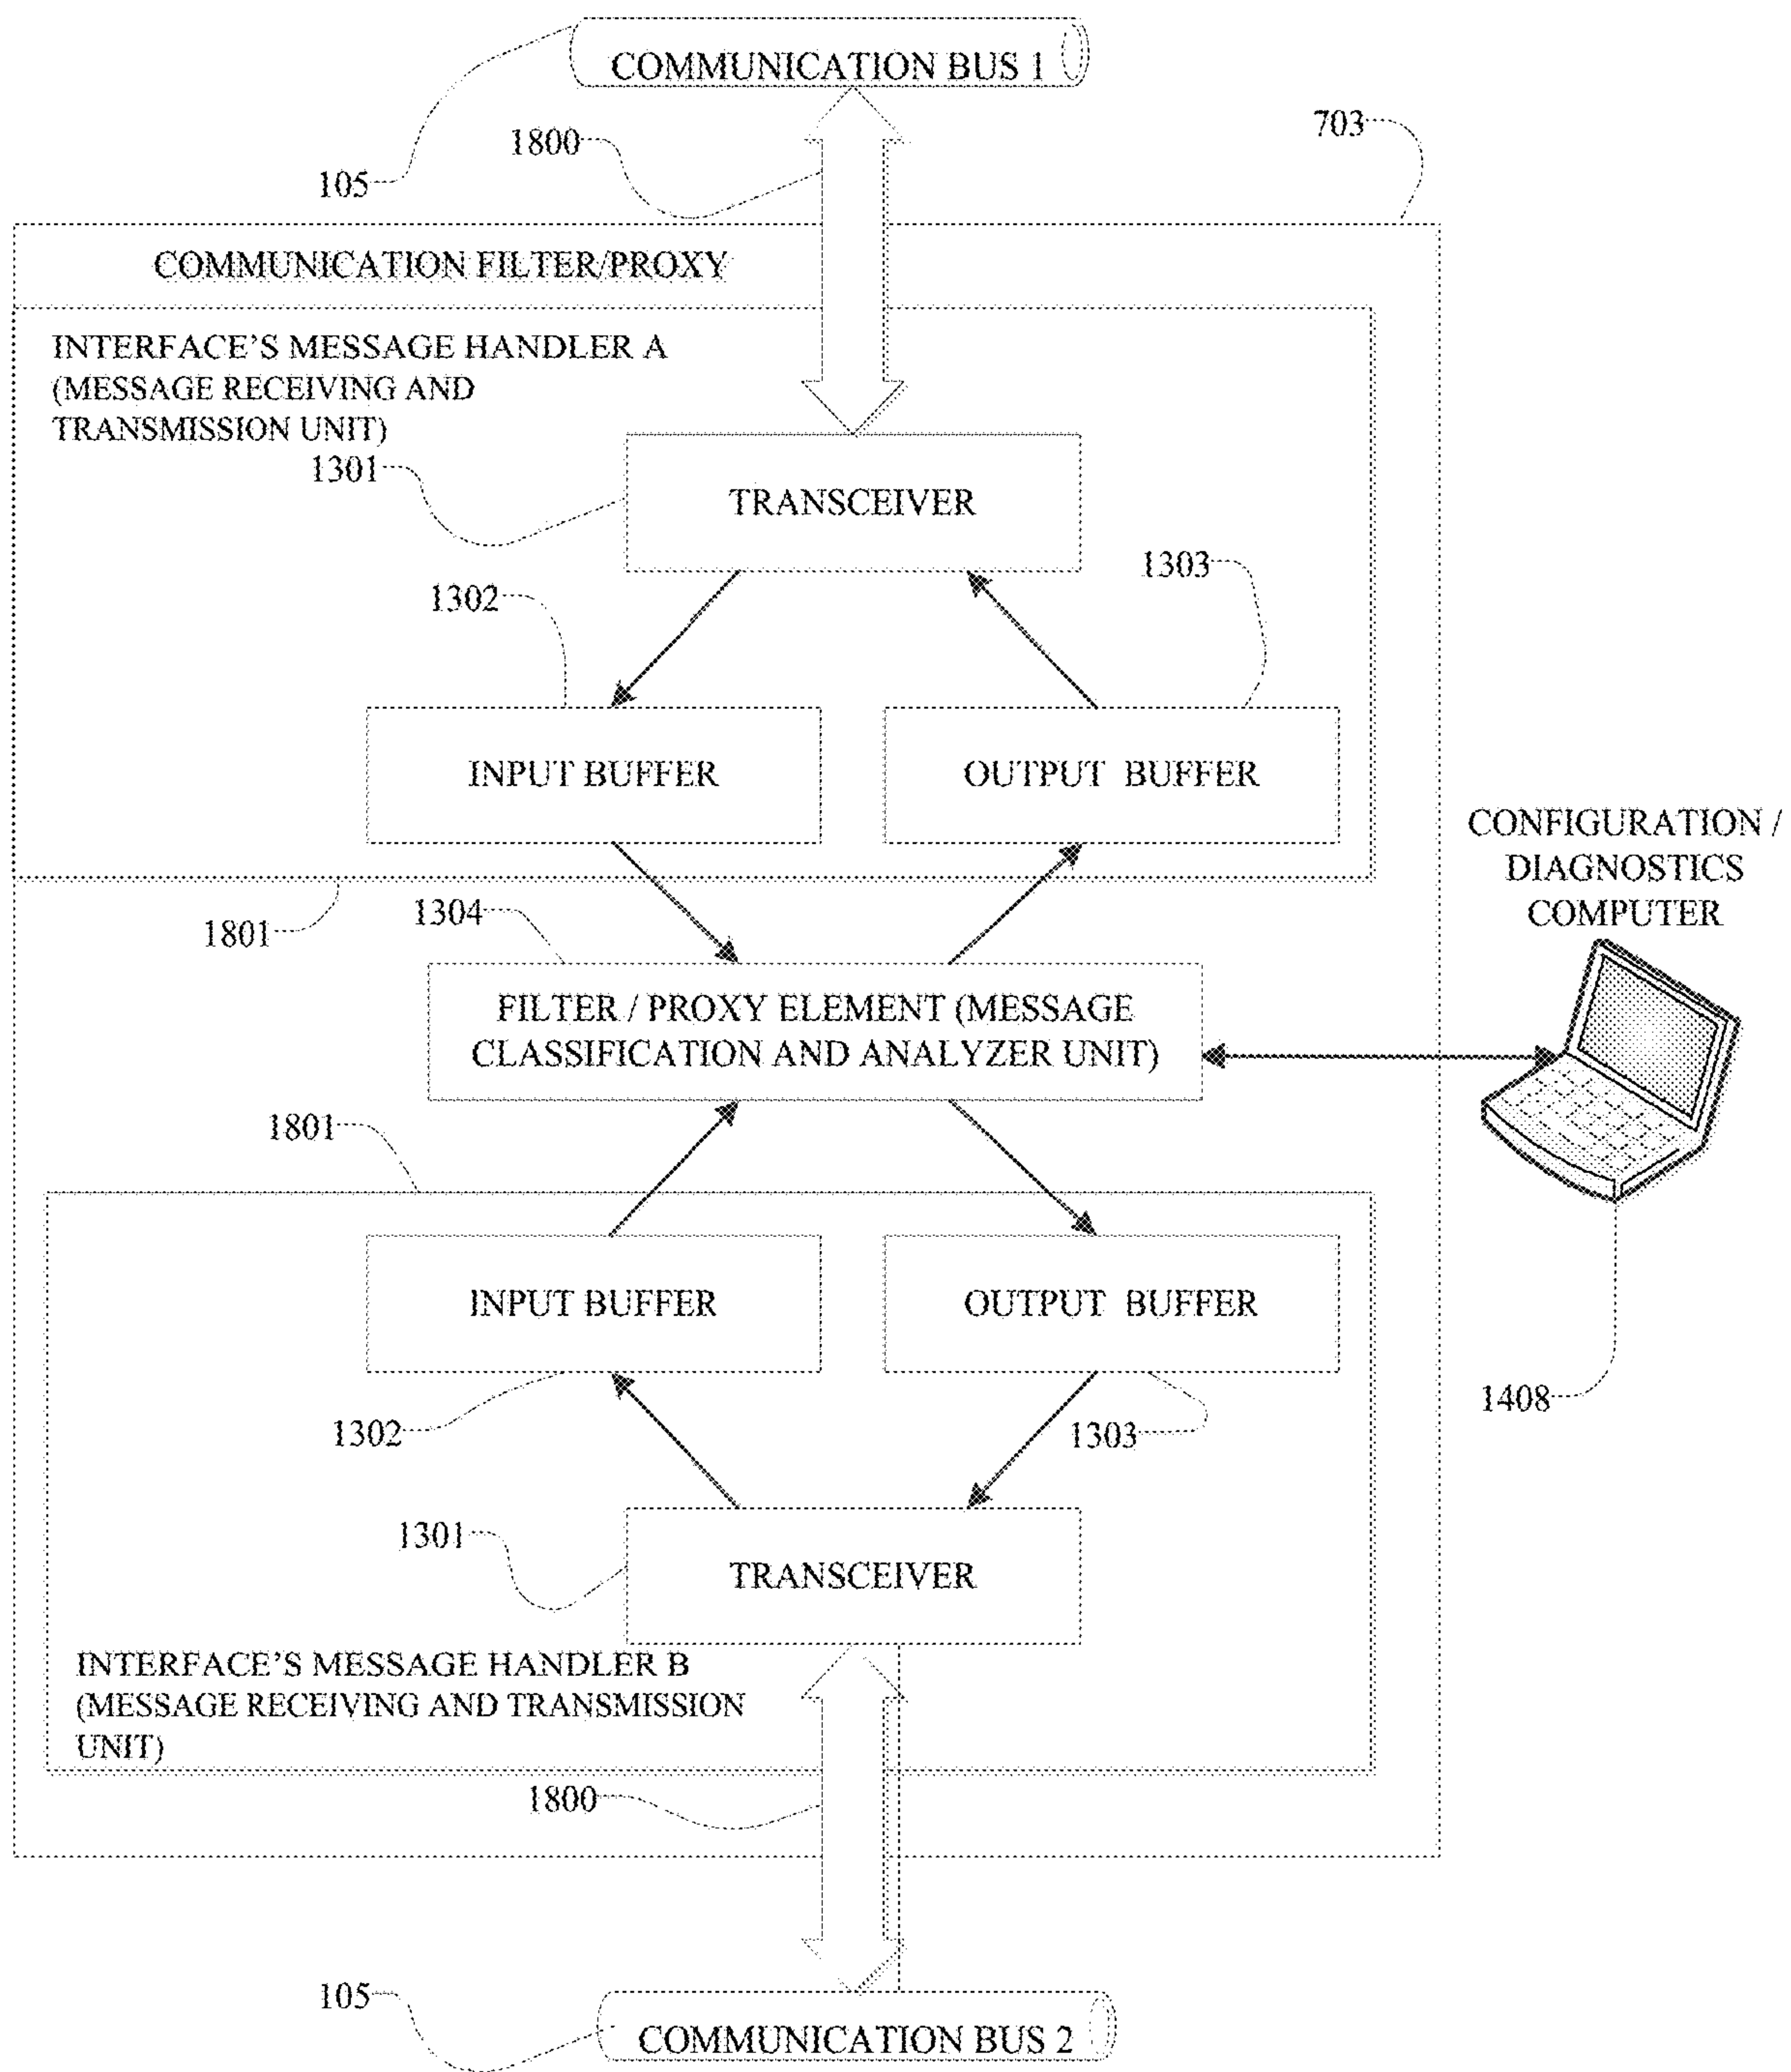 COMMUNICATION BUS 1
1800
703
105
COMMUNICATION FILTER/PROXY
INTERFACE'S MESSAGE HANDLER A
(MESSAGE RECEIVING AND
TRANSMISSION UNIT)
1301
TRANSCEIVER
1303
1302
INPUT BUFFER
OUTPUT BUFFER
CONFIGURATION /
DIAGNOSTICS
COMPUTER
1801
1304
FILTER / PROXY ELEMENT (MESSAGE
CLASSIFICATION AND ANALYZER UNIT)
1801
INPUT BUFFER
OUTPUT BUFFER
1408
1302
1303
1301
TRANSCEIVER
INTERFACE'S MESSAGE HANDLER B
(MESSAGE RECEIVING AND TRANSMISSION
UNIT)
1800
105
COMMUNICATION BUS 2